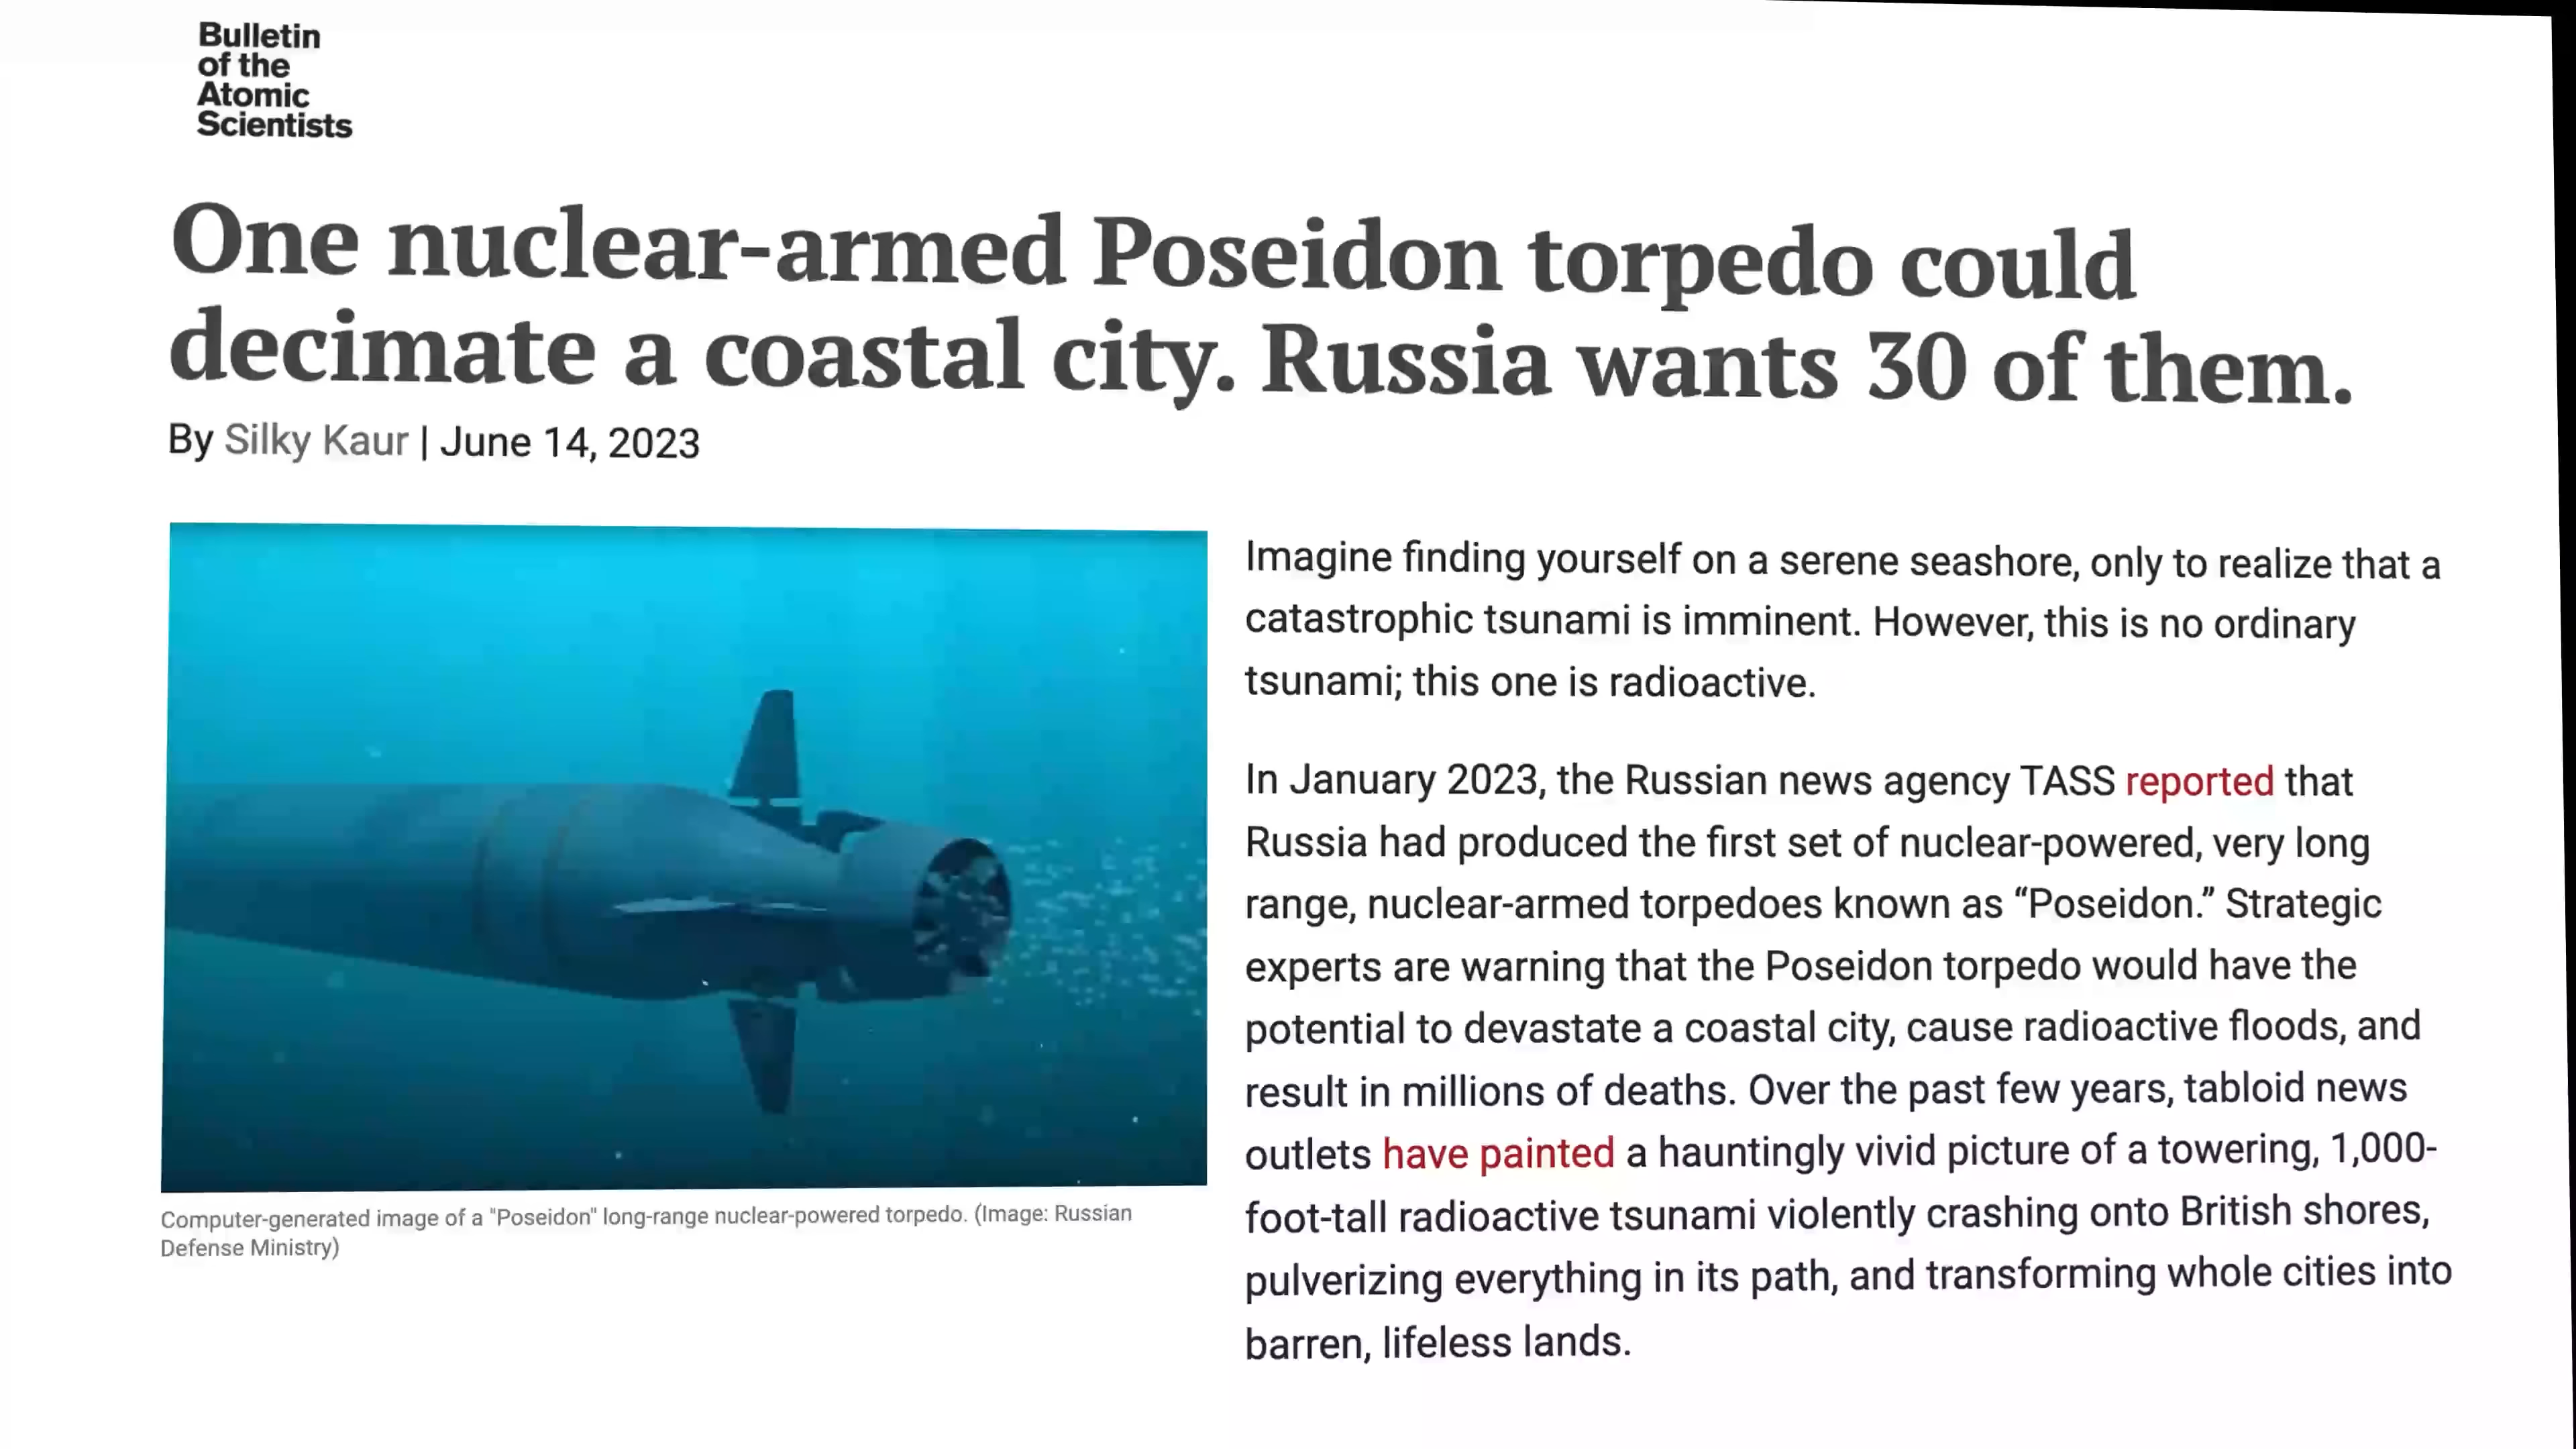 Bulletin
of the
Atomic
Scientists
One nuclear-armed Poseidon torpedo could
decimate a coastal city. Russia wants 30 of them.
By Silky Kaur | June 14, 2023
Computer-generated image of a "Poseidon" long-range nuclear-powered torpedo. (Image: Russian
Defense Ministry)
Imagine finding yourself on a serene seashore, only to realize that a
catastrophic tsunami is imminent. However, this is no ordinary
tsunami; this one is radioactive.
In January 2023, the Russian news agency TASS reported that
Russia had produced the first set of nuclear-powered, very long
range, nuclear-armed torpedoes known as “Poseidon.” Strategic
experts are warning that the Poseidon torpedo would have the
potential to devastate a coastal city, cause radioactive floods, and
result in millions of deaths. Over the past few years, tabloid news
outlets have painted a hauntingly vivid picture of a towering, 1,000-
foot-tall radioactive tsunami violently crashing onto British shores,
pulverizing everything in its path, and transforming whole cities into
barren, lifeless lands.